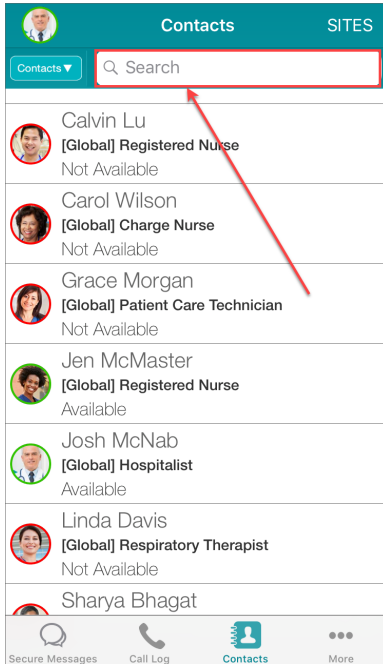 Contacts SITES
Contacts▼ Search
Calvin Lu
[Global] Registered Nurse
Not Available
Carol Wilson
[Global] Charge Nurse
Not Available
Grace Morgan
[Global] Patient Care Technician
Not Available
Jen McMaster
[Global] Registered Nurse
Available
Josh McNab
[Global] Hospitalist
Available
Linda Davis
[Global] Respiratory Therapist
Not Available
Sharya Bhagat
Secure Messages Call Log Contacts More